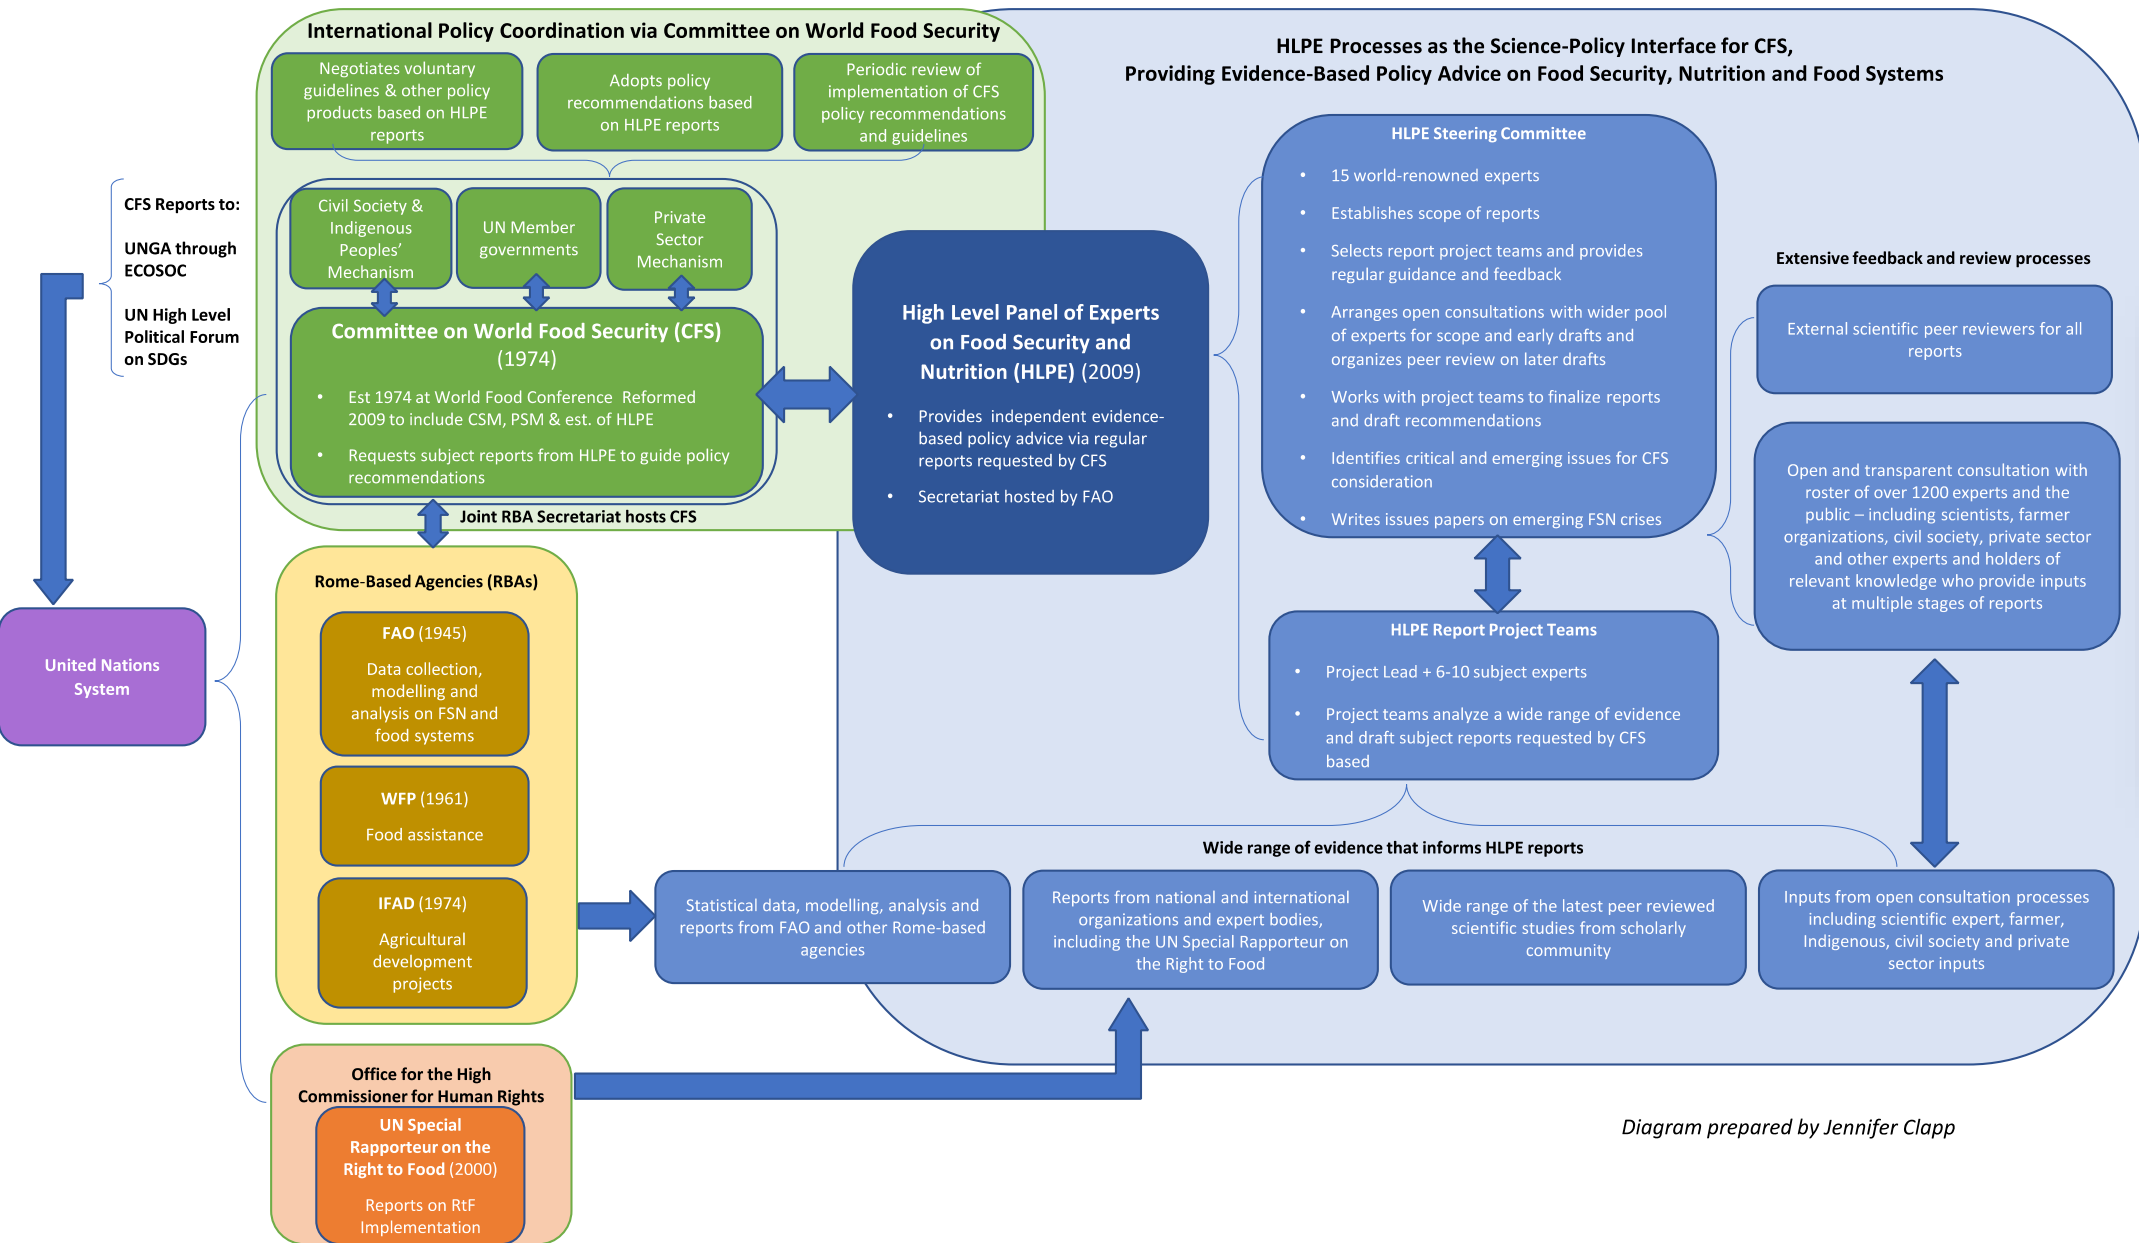 International Policy Coordination via Committee on World Food Security
Negotiates voluntary
guidelines & other policy
products based on HLPE
reports
Adopts policy
recommendations based
on HLPE reports
Periodic review of
implementation of CFS
policy recommendations
and guidelines
CFS Reports to:
UNGA through
ECOSOC
UN High Level
Political Forum
on SDGs
Civil Society &
Indigenous
Peoples’
Mechanism
UN Member
governments
Private
Sector
Mechanism
Committee on World Food Security (CFS)
(1974)
• Est 1974 at World Food Conference  Reformed
2009 to include CSM, PSM & est. of HLPE
• Requests subject reports from HLPE to guide policy
recommendations
Joint RBA Secretariat hosts CFS
United Nations
System
Rome-Based Agencies (RBAs)
FAO (1945)
Data collection,
modelling and
analysis on FSN and
food systems
WFP (1961)
Food assistance
IFAD (1974)
Agricultural
development
projects
Office for the High
Commissioner for Human Rights
UN Special
Rapporteur on the
Right to Food (2000)
Reports on RtF
Implementation
HLPE Processes as the Science-Policy Interface for CFS,
Providing Evidence-Based Policy Advice on Food Security, Nutrition and Food Systems
High Level Panel of Experts
on Food Security and
Nutrition (HLPE) (2009)
• Provides  independent evidence-
based policy advice via regular
reports requested by CFS
• Secretariat hosted by FAO
HLPE Steering Committee
• 15 world-renowned experts
• Establishes scope of reports
• Selects report project teams and provides
regular guidance and feedback
• Arranges open consultations with wider pool
of experts for scope and early drafts and
organizes peer review on later drafts
• Works with project teams to finalize reports
and draft recommendations
• Identifies critical and emerging issues for CFS
consideration
• Writes issues papers on emerging FSN crises
Extensive feedback and review processes
External scientific peer reviewers for all
reports
Open and transparent consultation with
roster of over 1200 experts and the
public – including scientists, farmer
organizations, civil society, private sector
and other experts and holders of
relevant knowledge who provide inputs
at multiple stages of reports
HLPE Report Project Teams
• Project Lead + 6-10 subject experts
• Project teams analyze a wide range of evidence
and draft subject reports requested by CFS
based
Wide range of evidence that informs HLPE reports
Statistical data, modelling, analysis and
reports from FAO and other Rome-based
agencies
Reports from national and international
organizations and expert bodies,
including the UN Special Rapporteur on
the Right to Food
Wide range of the latest peer reviewed
scientific studies from scholarly
community
Inputs from open consultation processes
including scientific expert, farmer,
Indigenous, civil society and private
sector inputs
Diagram prepared by Jennifer Clapp